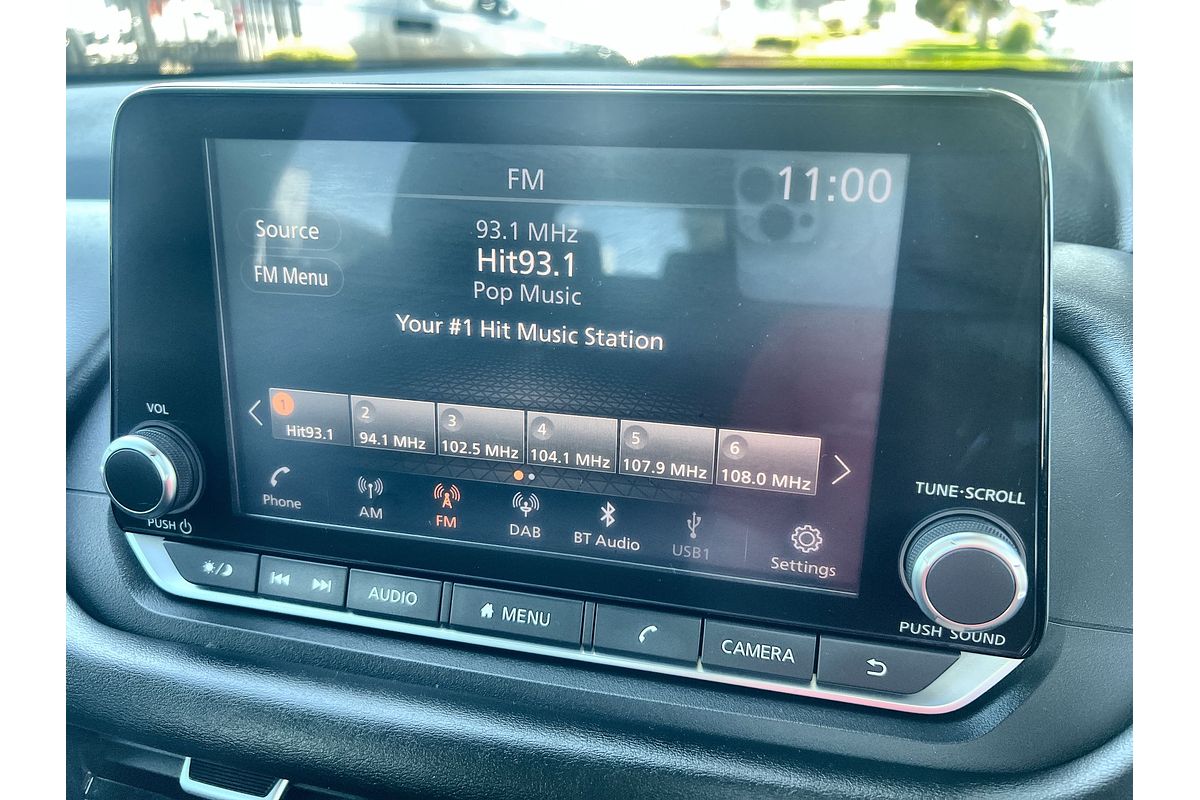 FM
11:00
Source
FM Menu
93.1 MHz
Hit93.1
Pop Music
Your #1 Hit Music Station
1
Hit93.1
2
94.1 MHz
3
102.5 MHz
4
104.1 MHz
5
107.9 MHz
6
108.0 MHz
Phone
AM
FM
DAB
BT Audio
USB1
Settings
VOL
PUSH
TUNE·SCROLL
PUSH SOUND
AUDIO
MENU
CAMERA